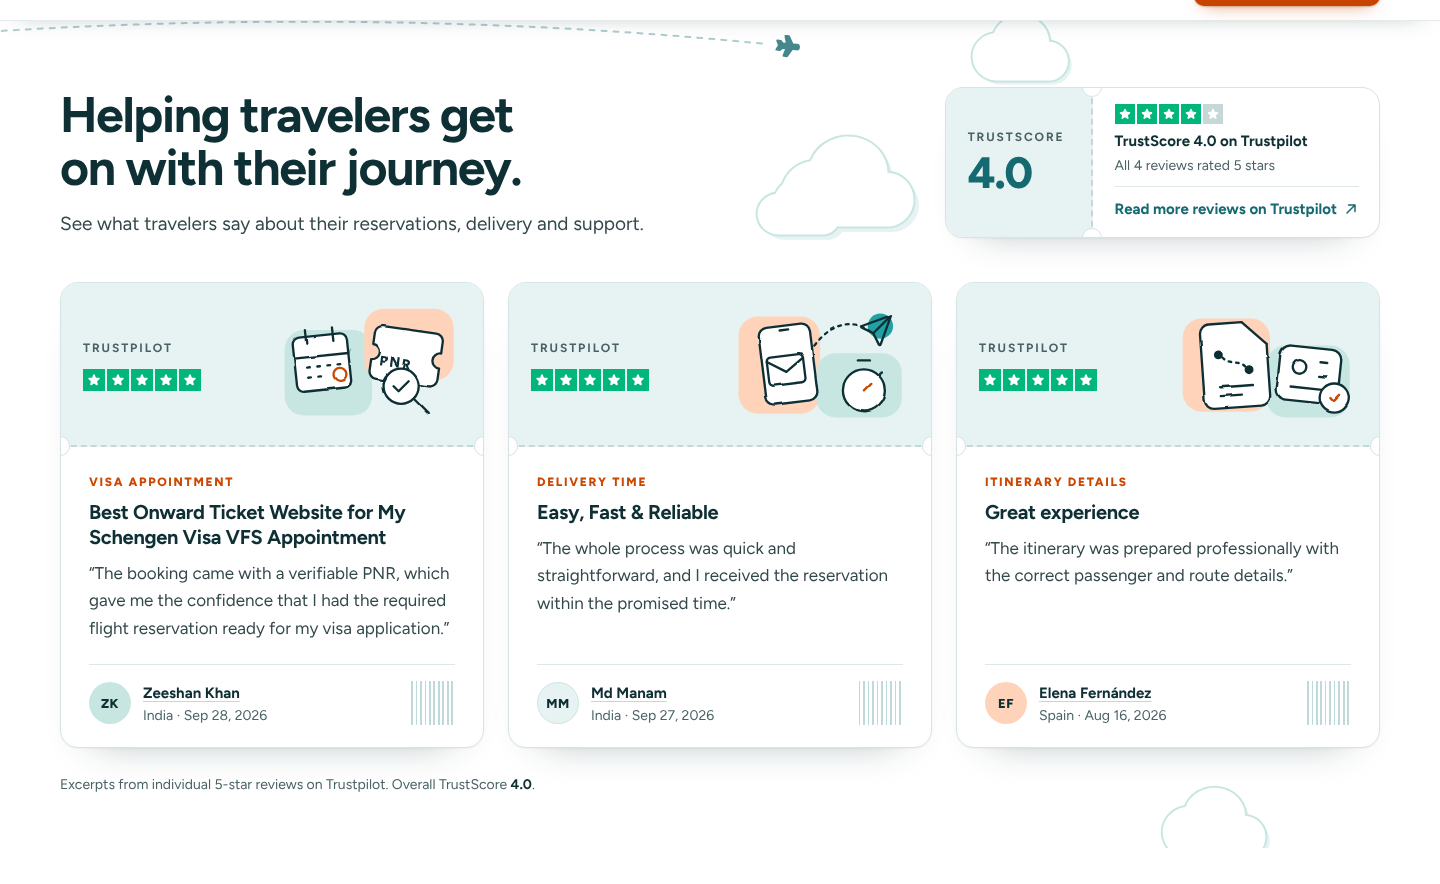 Helping travelers get
on with their journey.
See what travelers say about their reservations, delivery and support.
TRUSTSCORE
4.0
TrustScore 4.0 on Trustpilot
All 4 reviews rated 5 stars
Read more reviews on Trustpilot
TRUSTPILOT
PNR
VISA APPOINTMENT
Best Onward Ticket Website for My
Schengen Visa VFS Appointment
“The booking came with a verifiable PNR, which
gave me the confidence that I had the required
flight reservation ready for my visa application.”
ZK
Zeeshan Khan
India · Sep 28, 2026
TRUSTPILOT
DELIVERY TIME
Easy, Fast & Reliable
“The whole process was quick and
straightforward, and I received the reservation
within the promised time.”
MM
Md Manam
India · Sep 27, 2026
TRUSTPILOT
ITINERARY DETAILS
Great experience
“The itinerary was prepared professionally with
the correct passenger and route details.”
EF
Elena Fernández
Spain · Aug 16, 2026
Excerpts from individual 5-star reviews on Trustpilot. Overall TrustScore 4.0.